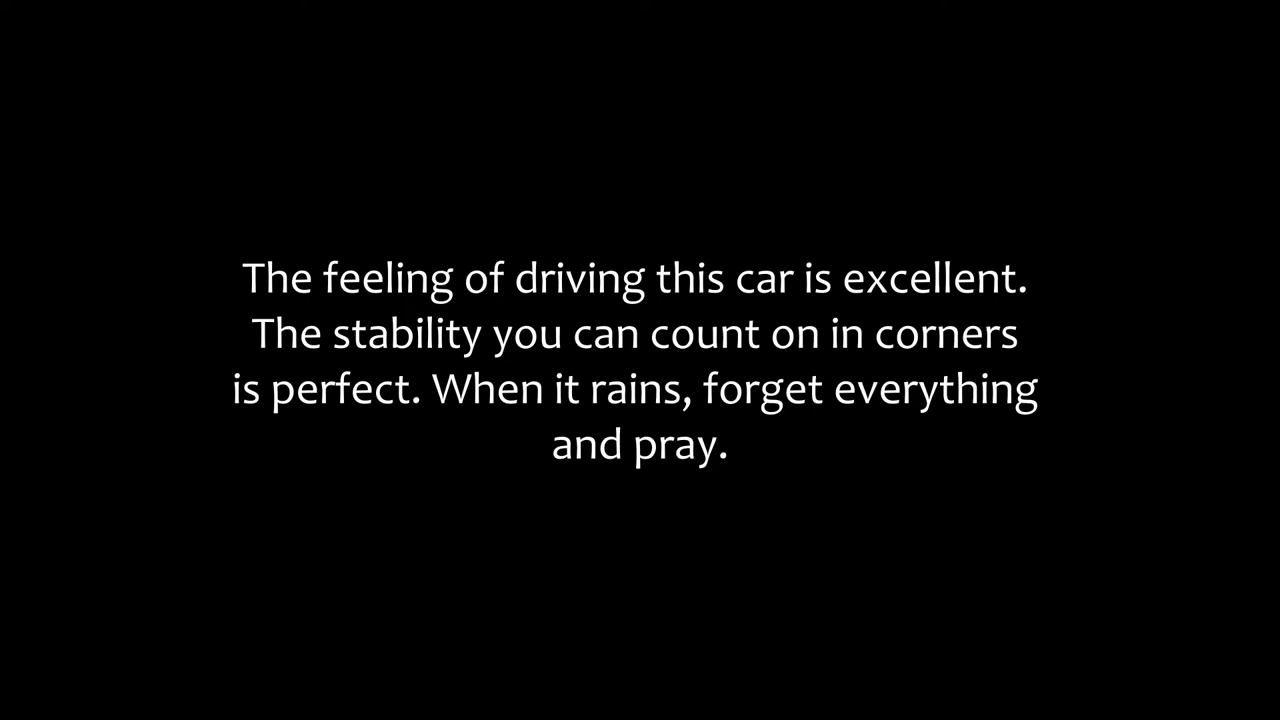 The feeling of driving this car is excellent.
The stability you can count on in corners
is perfect. When it rains, forget everything
and pray.